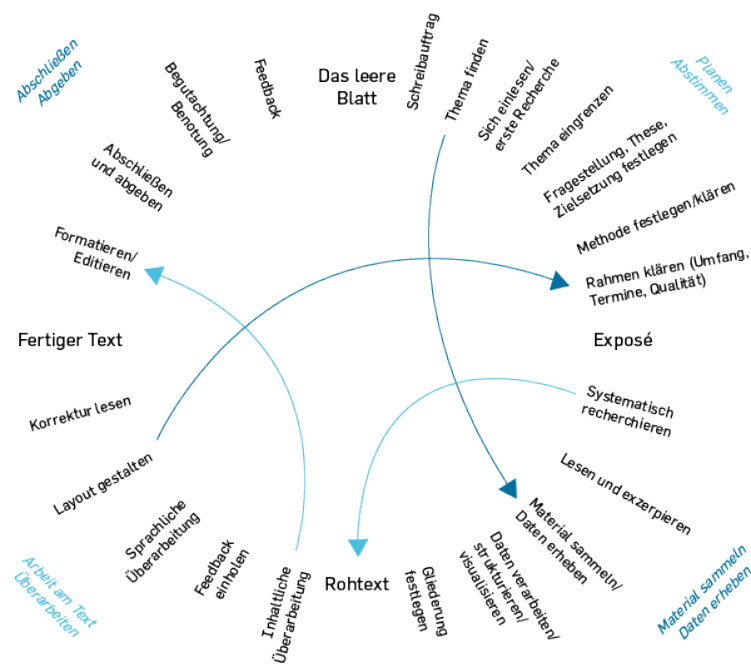 Das leere
Blatt
Schreibauftrag
Thema finden
Sich einlesen/
erste Recherche
Thema eingrenzen
Planen
Abstimmen
Fragestellung, These,
Zielsetzung festlegen
Methode festlegen/klären
Rahmen klären (Umfang,
Termine, Qualität)
Exposé
Systematisch
recherchieren
Lesen und exzerpieren
Material sammeln/
Daten erheben
Material sammeln
Daten erheben
Daten verarbeiten/
strukturieren/
visualisieren
Gliederung
festlegen
Rohtext
Inhaltliche
Überarbeitung
Feedback
einholen
Sprachliche
Überarbeitung
Arbeit am Text
Überarbeiten
Layout gestalten
Korrektur lesen
Fertiger Text
Formatieren/
Editieren
Abschließen
und abgeben
Abschließen
Abgeben
Begutachtung/
Benotung
Feedback